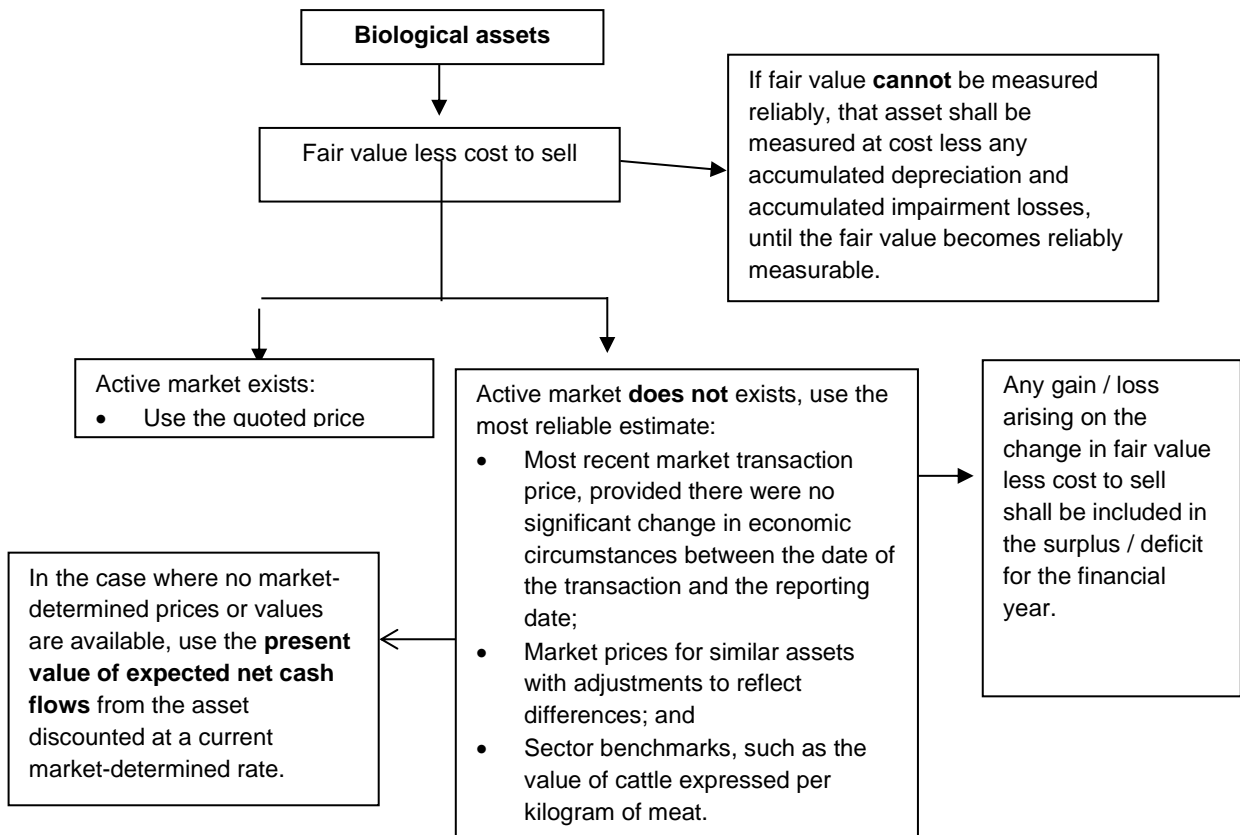 Biological assets
If fair value cannot be measured
reliably, that asset shall be
measured at cost less any
accumulated depreciation and
accumulated impairment losses,
until the fair value becomes reliably
measurable.
Fair value less cost to sell
Active market exists:
• Use the quoted price
Active market does not exists, use the
most reliable estimate:
• Most recent market transaction
price, provided there were no
significant change in economic
circumstances between the date of
the transaction and the reporting
date;
• Market prices for similar assets
with adjustments to reflect
differences; and
• Sector benchmarks, such as the
value of cattle expressed per
kilogram of meat.
Any gain / loss
arising on the
change in fair value
less cost to sell
shall be included in
the surplus / deficit
for the financial
year.
In the case where no market-
determined prices or values
are available, use the present
value of expected net cash
flows from the asset
discounted at a current
market-determined rate.